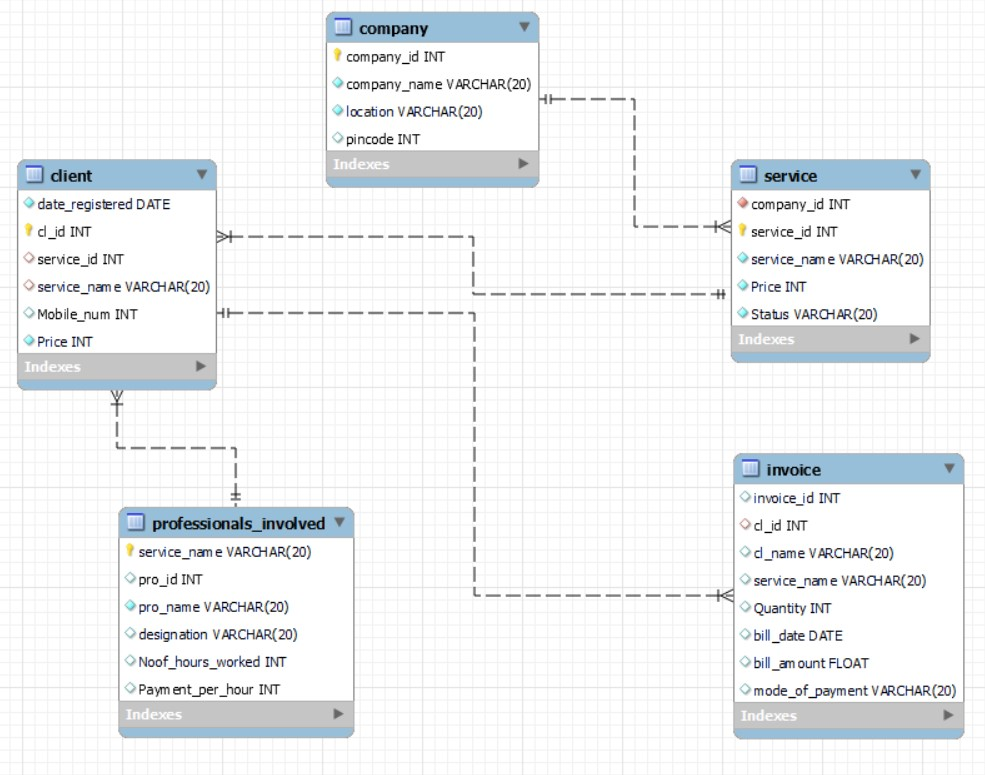 company
company_id INT
company_name VARCHAR(20)
location VARCHAR(20)
pincode INT
Indexes
client
date_registered DATE
cl_id INT
service_id INT
service_name VARCHAR(20)
Mobile_num INT
Price INT
Indexes
service
company_id INT
service_id INT
service_name VARCHAR(20)
Price INT
Status VARCHAR(20)
Indexes
professionals_involved
service_name VARCHAR(20)
pro_id INT
pro_name VARCHAR(20)
designation VARCHAR(20)
Noof_hours_worked INT
Payment_per_hour INT
Indexes
invoice
invoice_id INT
cl_id INT
cl_name VARCHAR(20)
service_name VARCHAR(20)
Quantity INT
bill_date DATE
bill_amount FLOAT
mode_of_payment VARCHAR(20)
Indexes